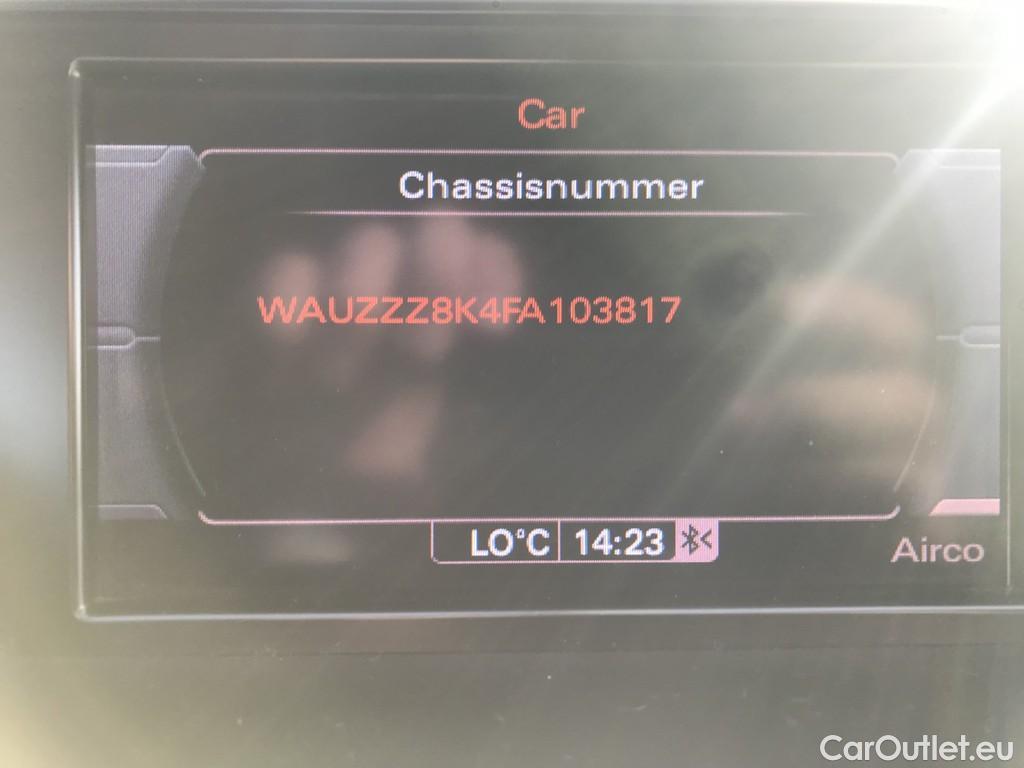 Car
Chassisnummer
WAUZZZ8K4FA103817
LO°C 14:23
Airco
CarOutlet.eu